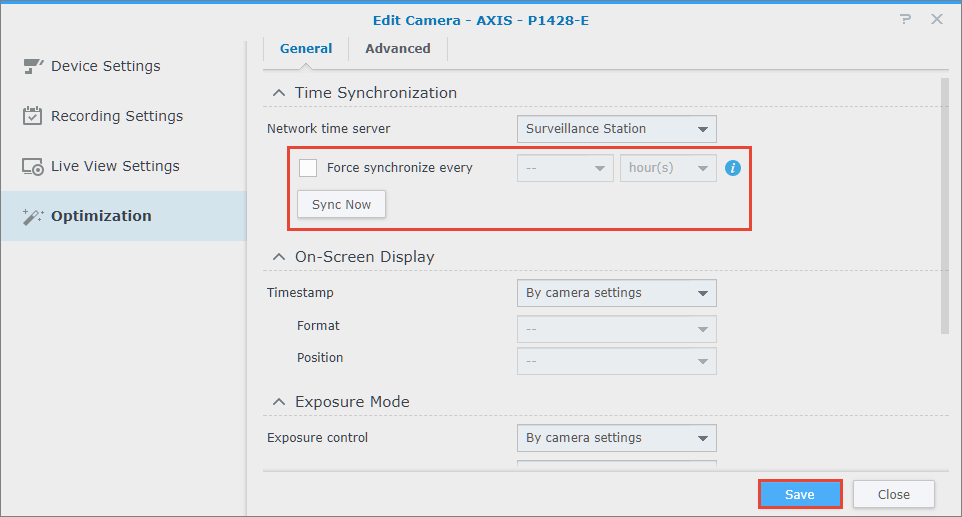 Edit Camera - AXIS - P1428-E
?
Device Settings
Recording Settings
Live View Settings
Optimization
General Advanced
Time Synchronization
Network time server Surveillance Station
Force synchronize every -- hour(s) i
Sync Now
On-Screen Display
Timestamp By camera settings
Format --
Position --
Exposure Mode
Exposure control By camera settings
Save Close